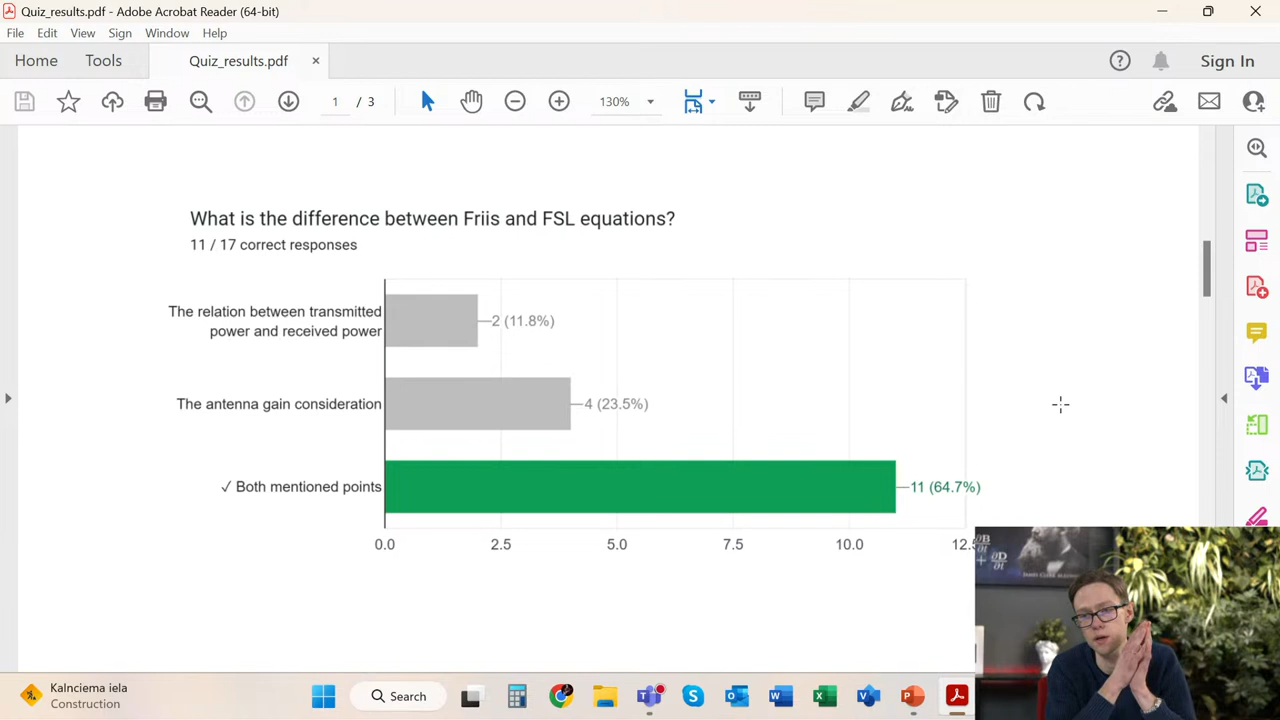 Quiz_results.pdf - Adobe Acrobat Reader (64-bit)
File Edit View Sign Window Help
Home Tools Quiz_results.pdf Sign In
1 / 3 130%
What is the difference between Friis and FSL equations?
11 / 17 correct responses
The relation between transmitted
power and received power
2 (11.8%)
The antenna gain consideration
4 (23.5%)
✓ Both mentioned points
11 (64.7%)
0.0 2.5 5.0 7.5 10.0
∂B
∂t
+ ∂D
∂t
JAMES CLERK MAXWELL
Kalnciema iela
Construction
Search